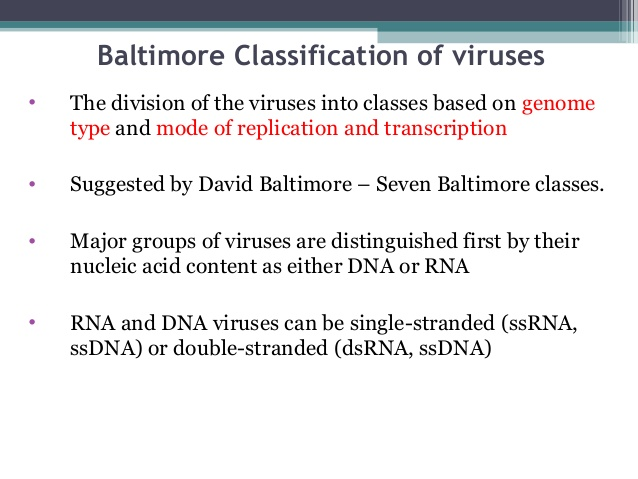 Baltimore Classification of viruses
• The division of the viruses into classes based on genome
type and mode of replication and transcription
• Suggested by David Baltimore – Seven Baltimore classes.
• Major groups of viruses are distinguished first by their
nucleic acid content as either DNA or RNA
• RNA and DNA viruses can be single-stranded (ssRNA,
ssDNA) or double-stranded (dsRNA, ssDNA)